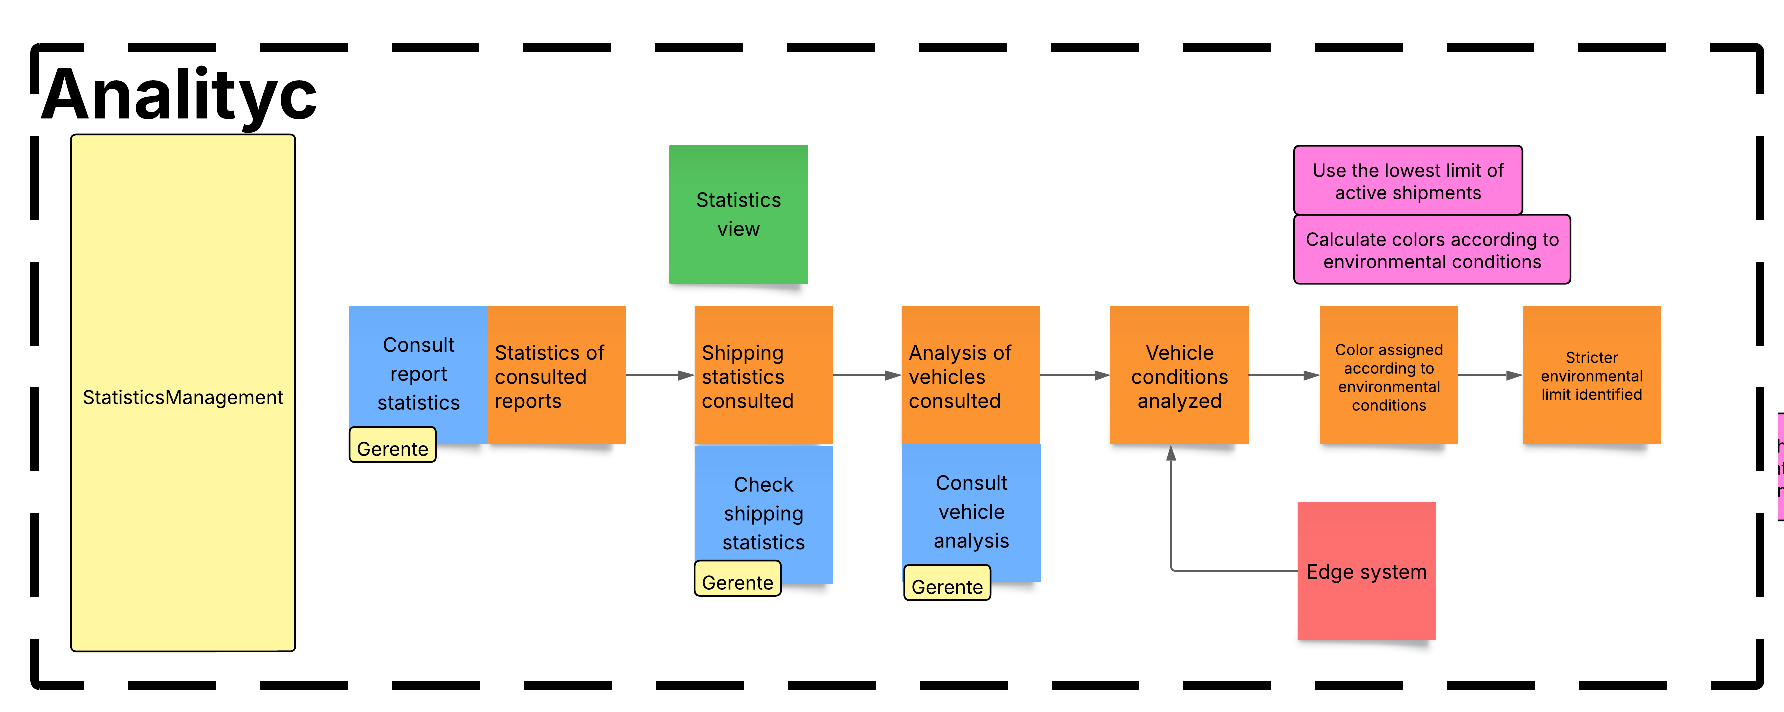 Analityc
StatisticsManagement
Statistics
view
Use the lowest limit of
active shipments
Calculate colors according to
environmental conditions
Consult
report
statistics
Gerente
Statistics of
consulted
reports
Shipping
statistics
consulted
Check
shipping
statistics
Gerente
Analysis of
vehicles
consulted
Consult
vehicle
analysis
Gerente
Vehicle
conditions
analyzed
Color assigned
according to
environmental
conditions
Stricter
environmental
limit identified
Edge system